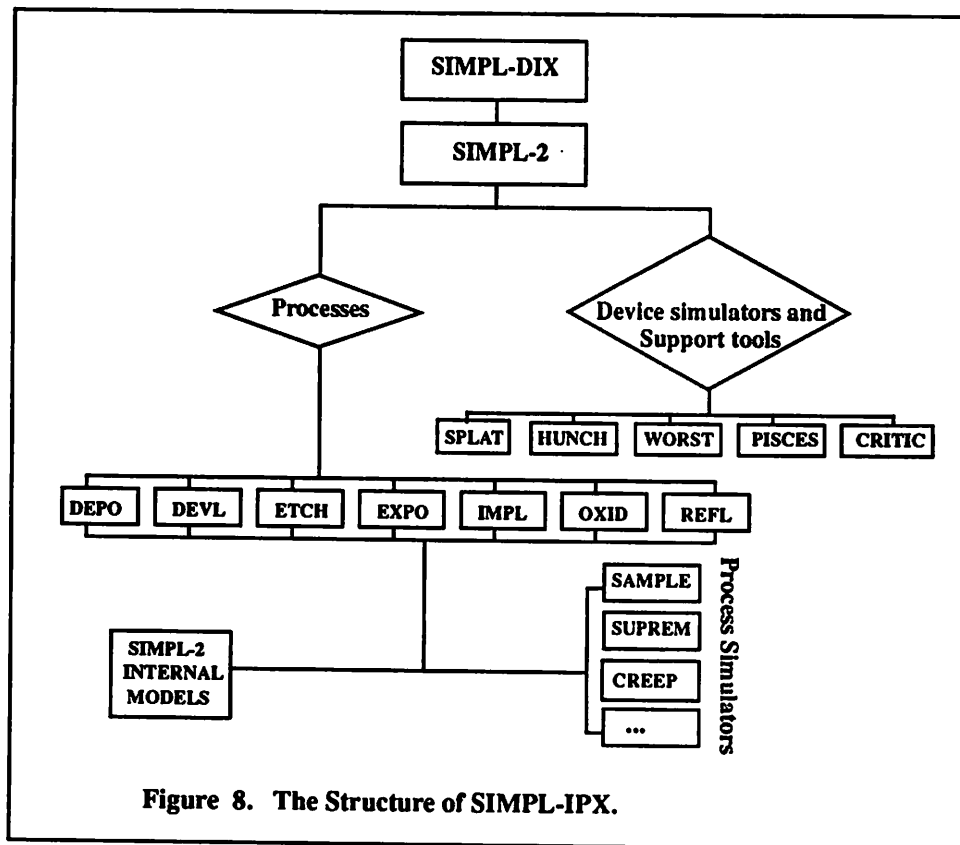 SIMPL-DIX
SIMPL-2
Processes
Device simulators and
Support tools
SPLAT
HUNCH
WORST
PISCES
CRITIC
DEPO
DEVL
ETCH
EXPO
IMPL
OXID
REFL
SIMPL-2
INTERNAL
MODELS
SAMPLE
SUPREM
CREEP
...
Process Simulators
Figure 8. The Structure of SIMPL-IPX.